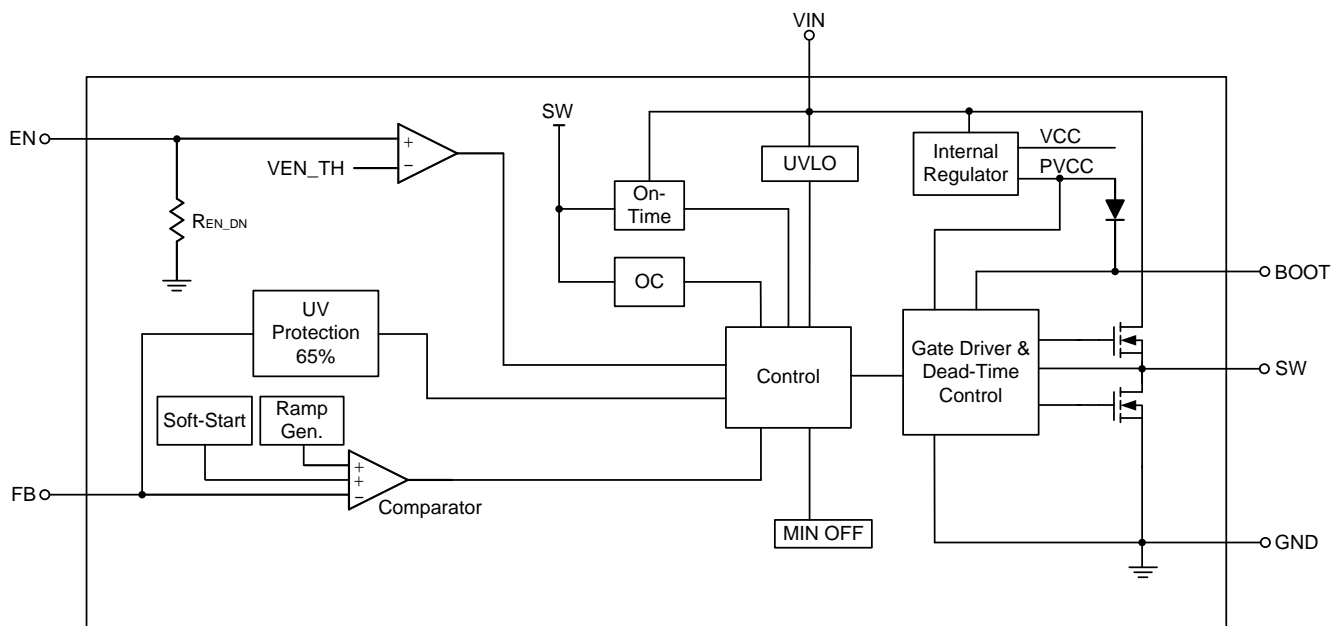 VIN
EN
SW
VCC
+
−
VEN_TH
UVLO
Internal
Regulator
PVCC
On-
Time
REN_DN
OC
BOOT
UV
Protection
65%
Gate Driver &
Dead-Time
Control
Control
SW
Soft-Start
Ramp
Gen.
+
+
−
FB
Comparator
MIN OFF
GND